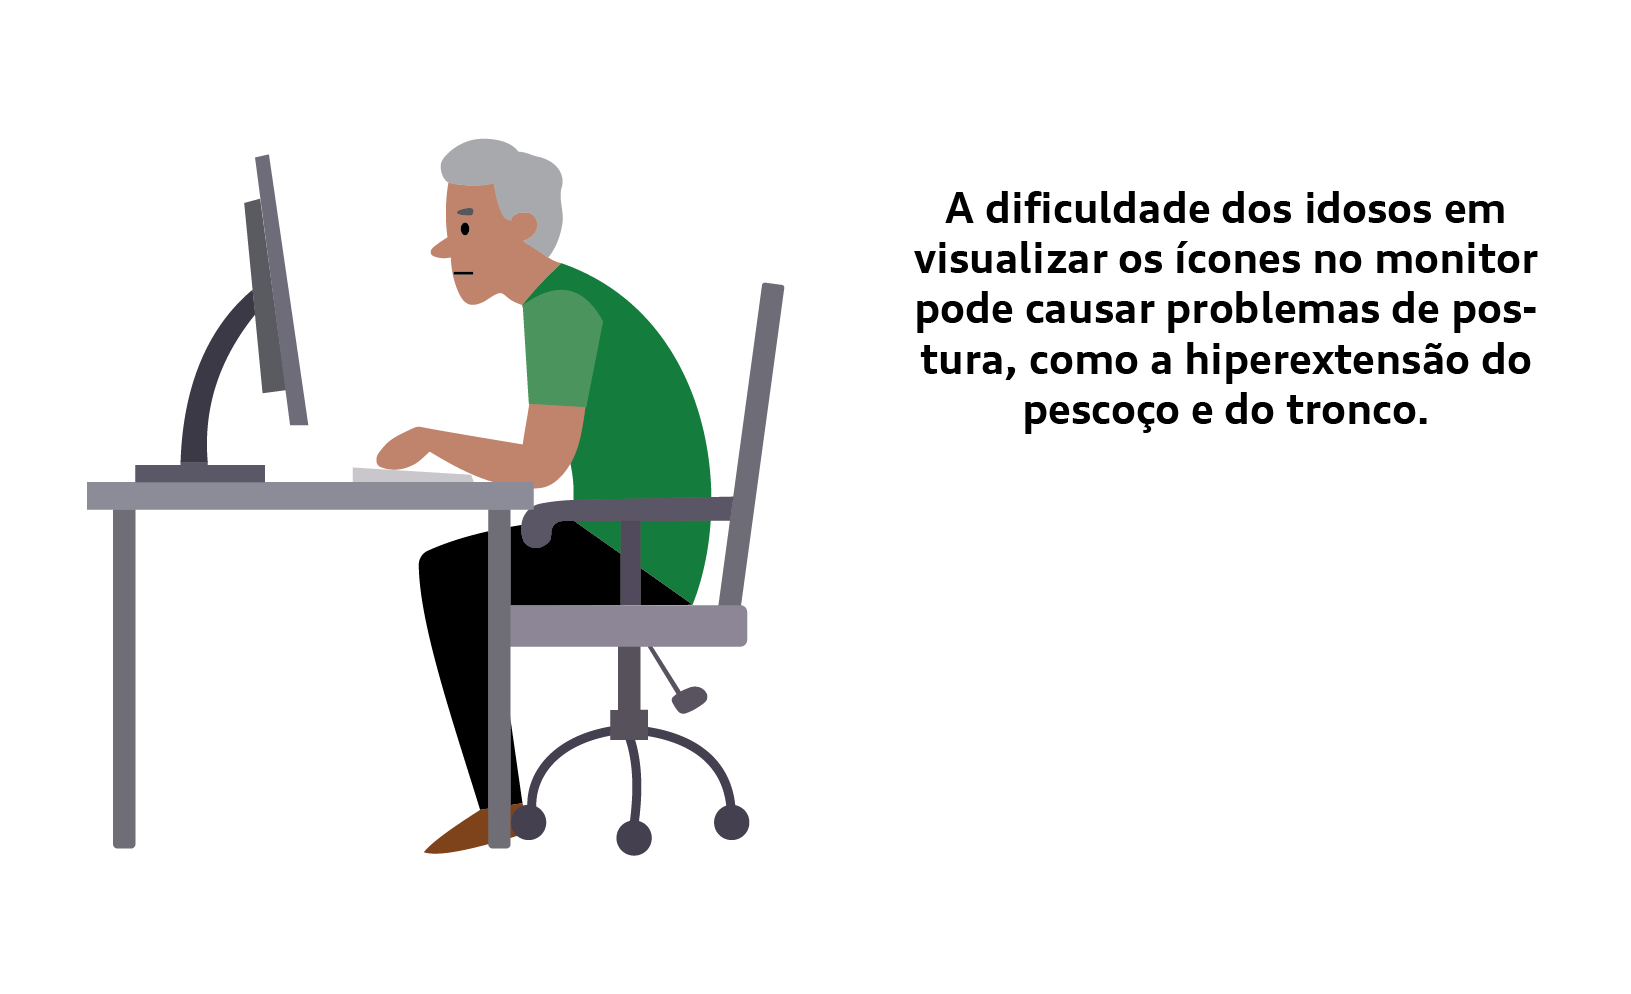 A dificuldade dos idosos em
visualizar os ícones no monitor
pode causar problemas de pos-
tura, como a hiperextensão do
pescoço e do tronco.